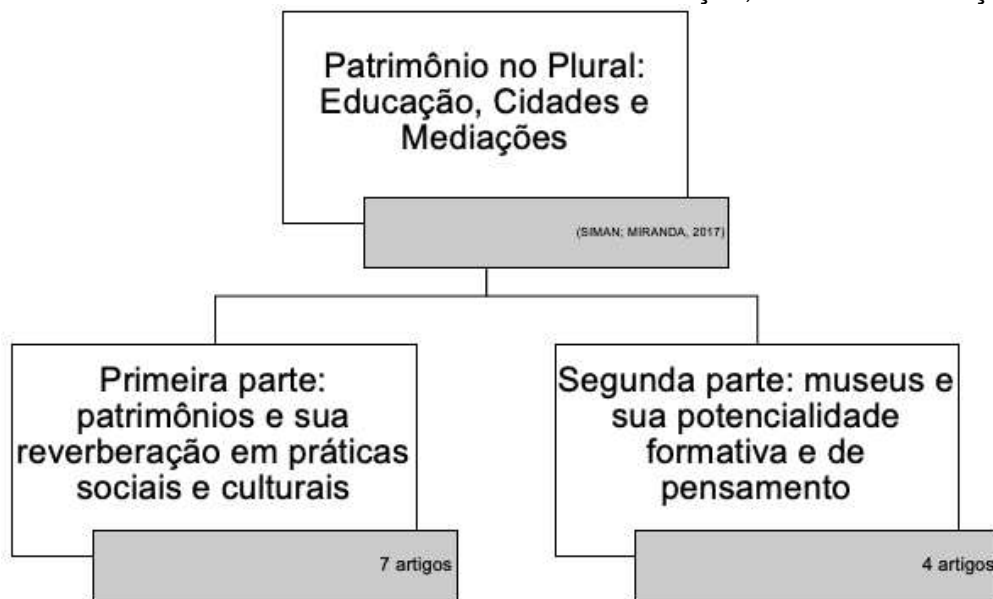 Patrimônio no Plural:
Educação, Cidades e
Mediações
(SIMAN; MIRANDA, 2017)
Primeira parte:
patrimônios e sua
reverberação em práticas
sociais e culturais
7 artigos
Segunda parte: museus e
sua potencialidade
formativa e de
pensamento
4 artigos